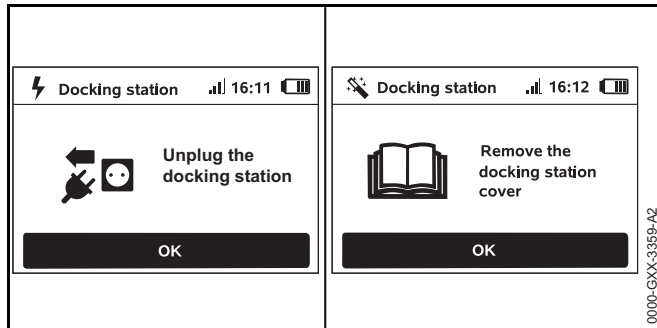 Docking station 16:11
Unplug the
docking station
OK
Docking station 16:12
Remove the
docking station
cover
OK
0000-GXX-3359-A2